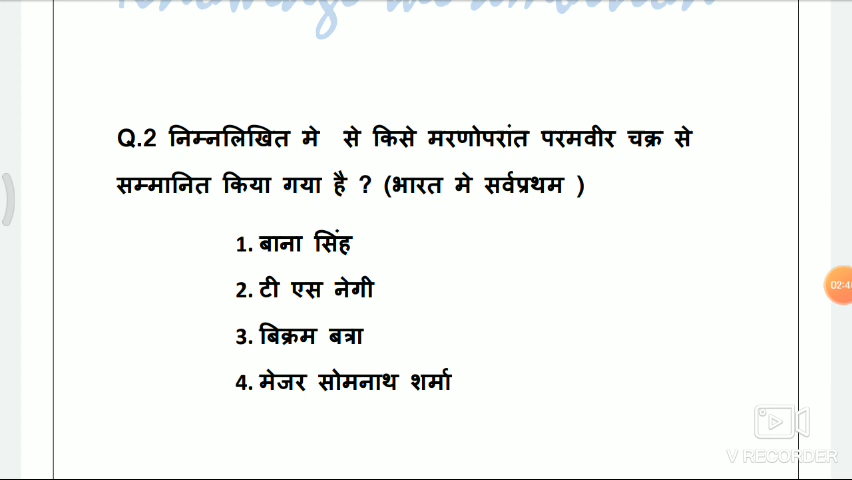 Q.2 निम्नलिखित मे से किसे मरणोपरांत परमवीर चक्र से
सम्मानित किया गया है ? (भारत मे सर्वप्रथम )
1. बाना सिंह
2. टी एस नेगी
3. बिक्रम बत्रा
4. मेजर सोमनाथ शर्मा
V RECORDER